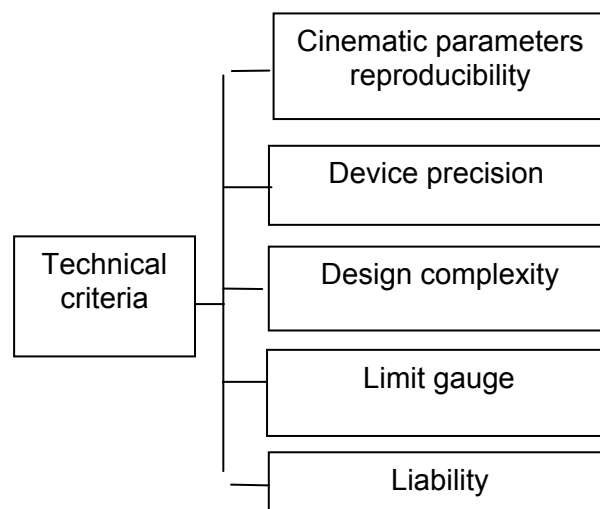 Cinematic parameters
reproducibility
Device precision
Technical
criteria
Design complexity
Limit gauge
Liability